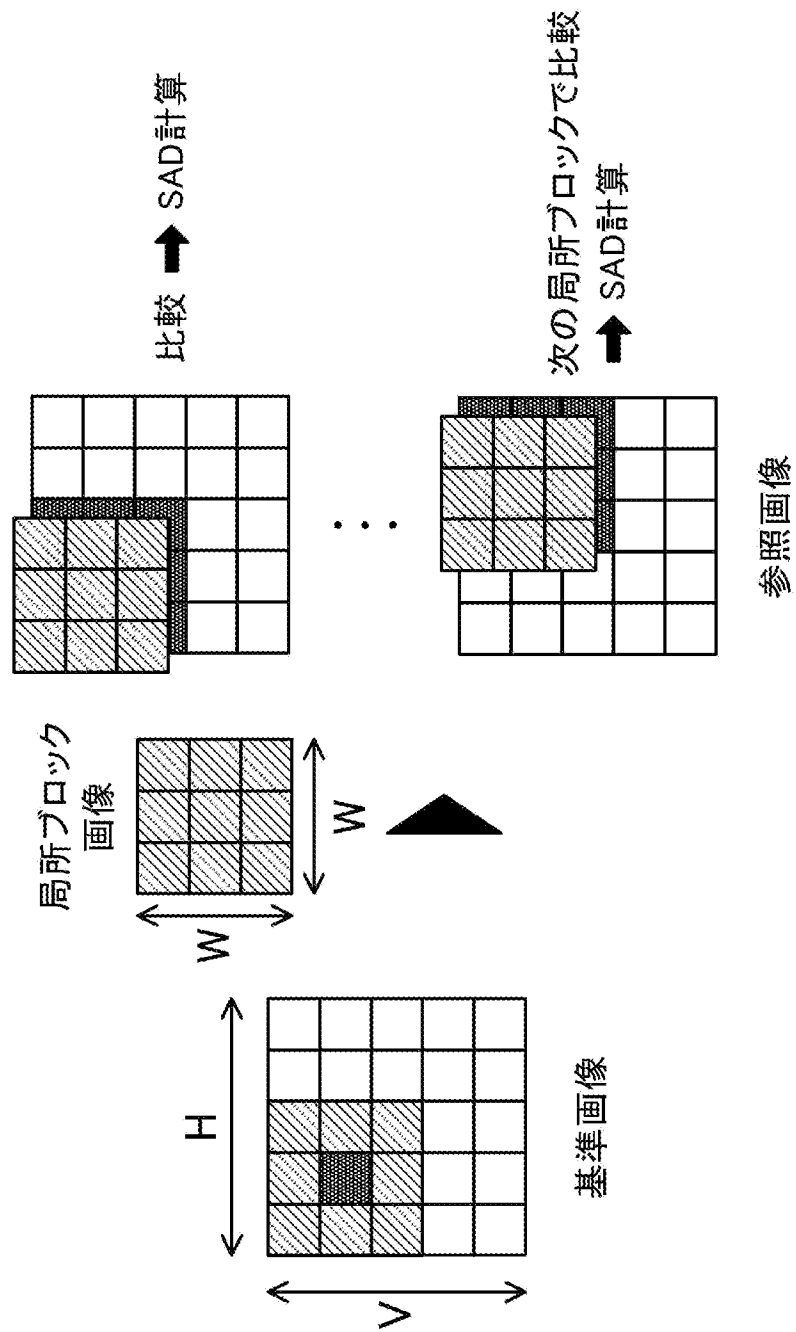 V
H
基準画像
局所ブロック
画像
W
W
比較 ➡ SAD計算
・・・
次の局所ブロックで比較
➡ SAD計算
参照画像